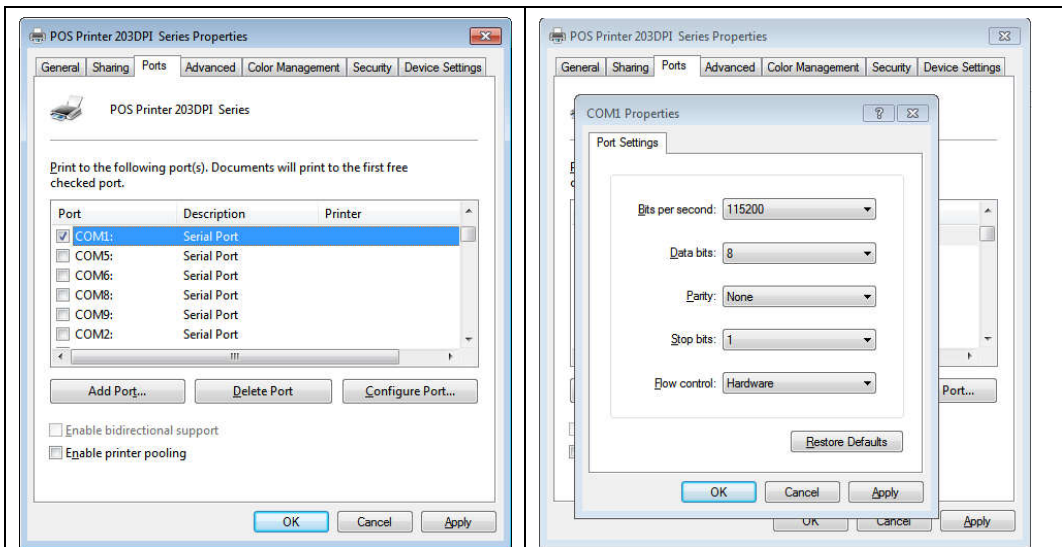 POS Printer 203DPI Series Properties
General Sharing Ports Advanced Color Management Security Device Settings
POS Printer 203DPI Series
Print to the following port(s). Documents will print to the first free
checked port.
Port Description Printer
COM1: Serial Port
COM5: Serial Port
COM6: Serial Port
COM8: Serial Port
COM9: Serial Port
COM2: Serial Port
Add Port... Delete Port Configure Port...
Enable bidirectional support
Enable printer pooling
OK Cancel Apply
POS Printer 203DPI Series Properties
General Sharing Ports Advanced Color Management Security Device Settings
COM1 Properties
Port Settings
Bits per second: 115200
Data bits: 8
Parity: None
Stop bits: 1
Flow control: Hardware
Port...
Restore Defaults
OK Cancel Apply
OK Cancel Apply